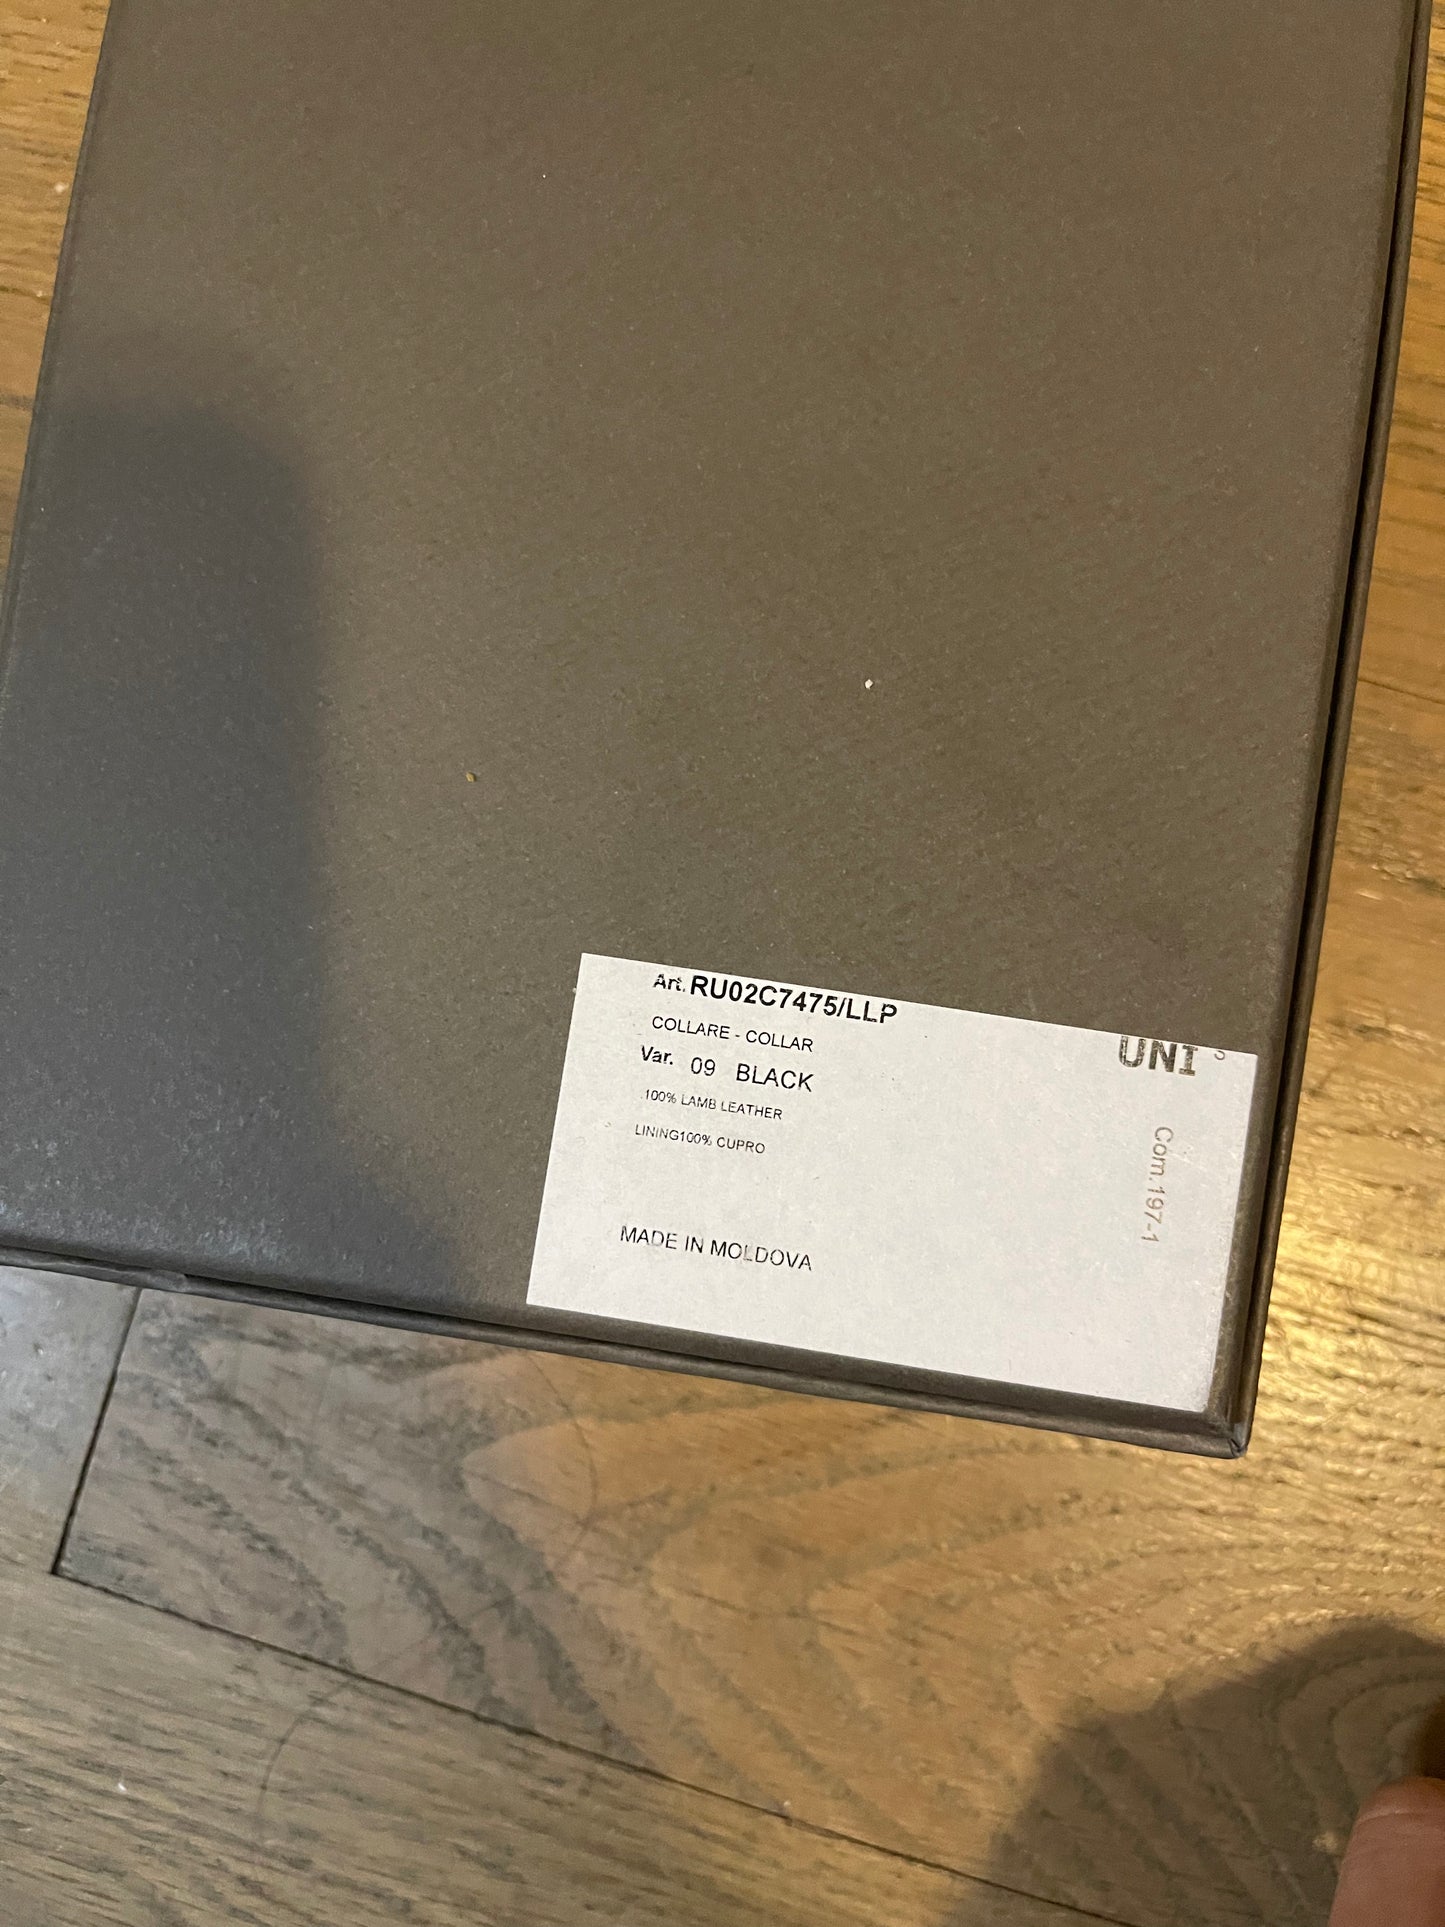 Art. RU02C7475/LLP
COLLARE - COLLAR
UNI
Var. 09 BLACK
100% LAMB LEATHER
LINING100% CUPRO
Com.197-1
MADE IN MOLDOVA